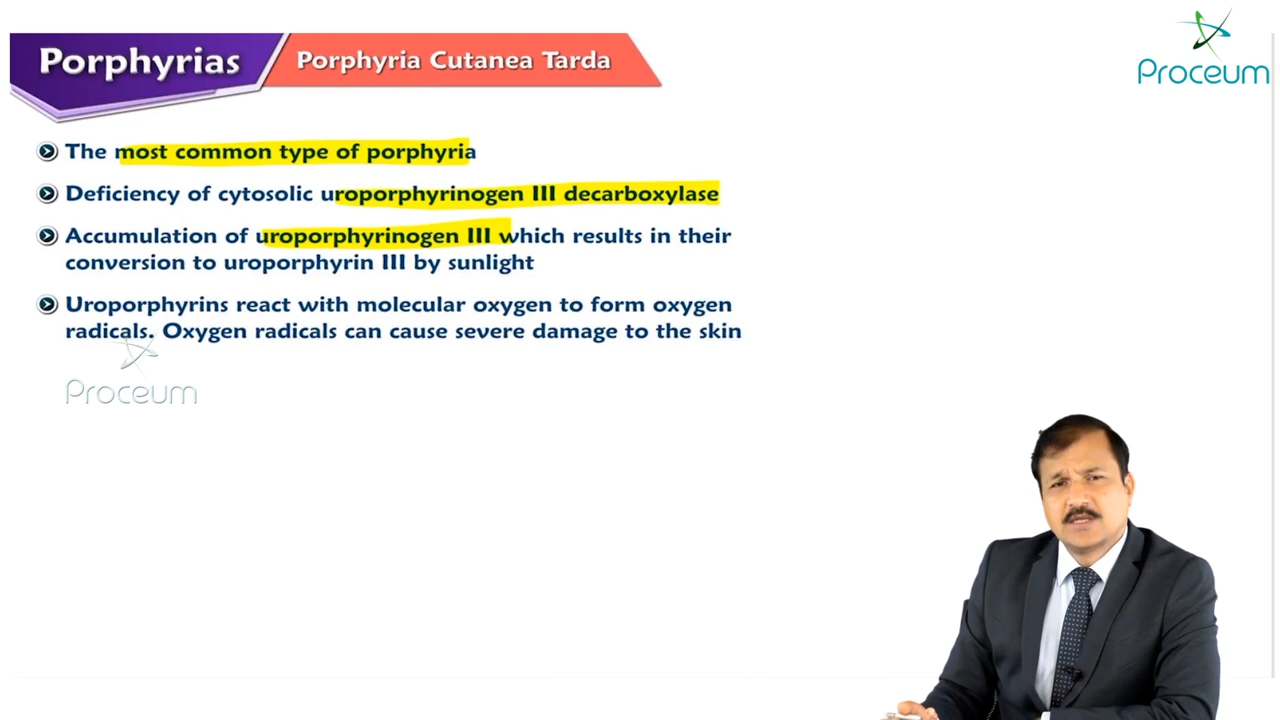 Porphyrias
Porphyria Cutanea Tarda
Proceum
The most common type of porphyria
Deficiency of cytosolic uroporphyrinogen III decarboxylase
Accumulation of uroporphyrinogen III which results in their
conversion to uroporphyrin III by sunlight
Uroporphyrins react with molecular oxygen to form oxygen
radicals. Oxygen radicals can cause severe damage to the skin
Proceum